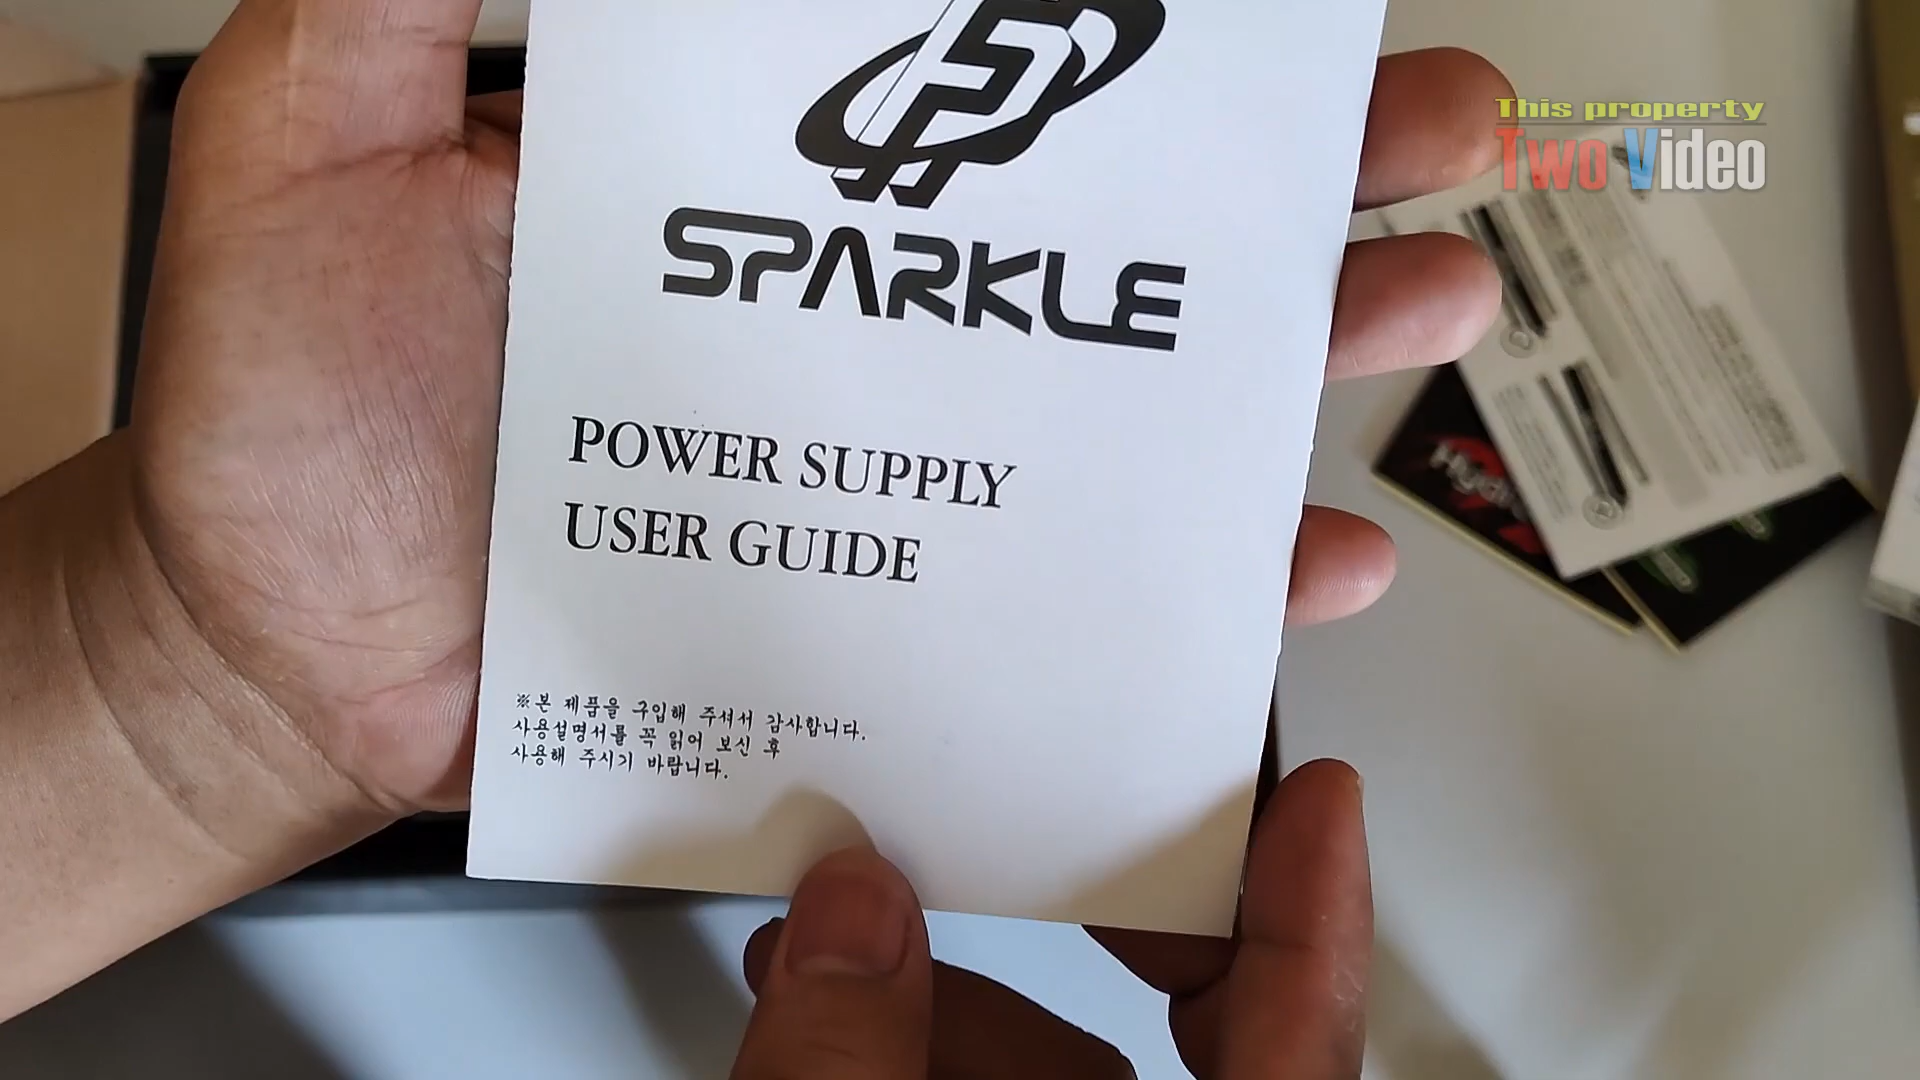 This property
Two Video
SPARKLE
POWER SUPPLY
USER GUIDE
※본 제품을 구입해 주셔서 감사합니다.
사용설명서를 꼭 읽어 보신 후
사용해 주시기 바랍니다.